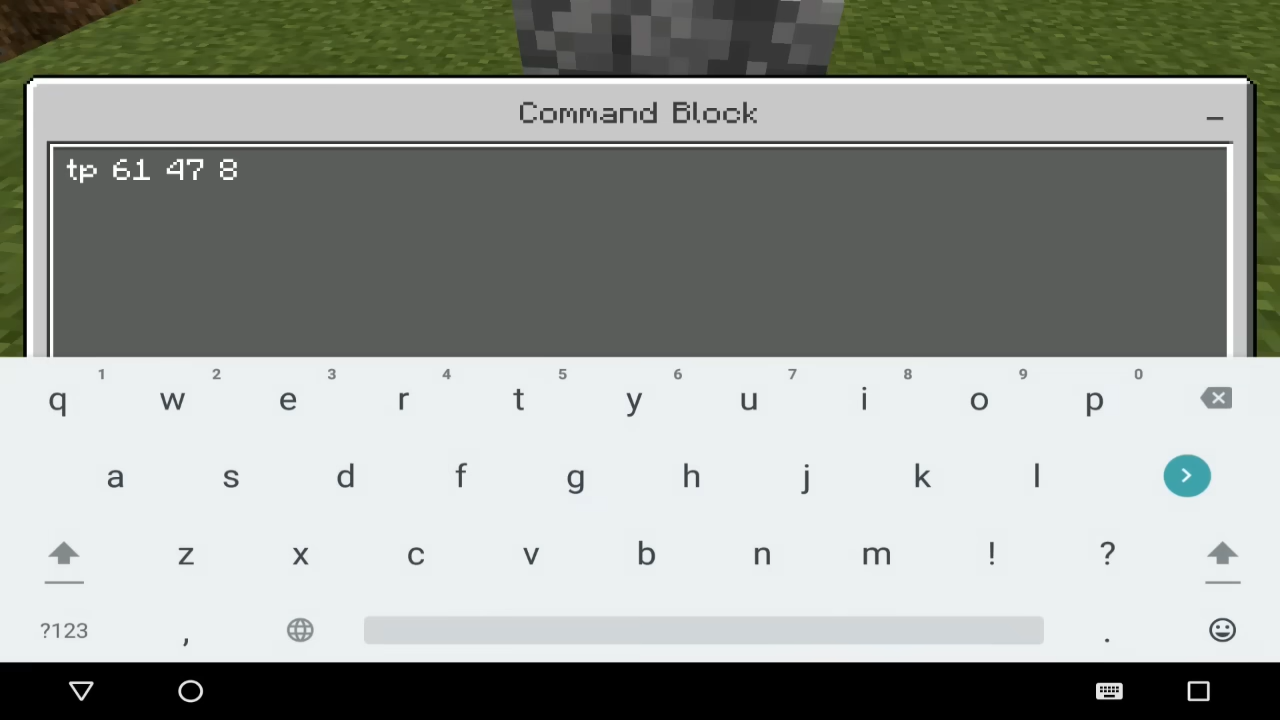 Command Block
tp 61 47 8
1 2 3 4 5 6 7 8 9 0
q w e r t y u i o p
a s d f g h j k l
z x c v b n m ! ?
?123 , .